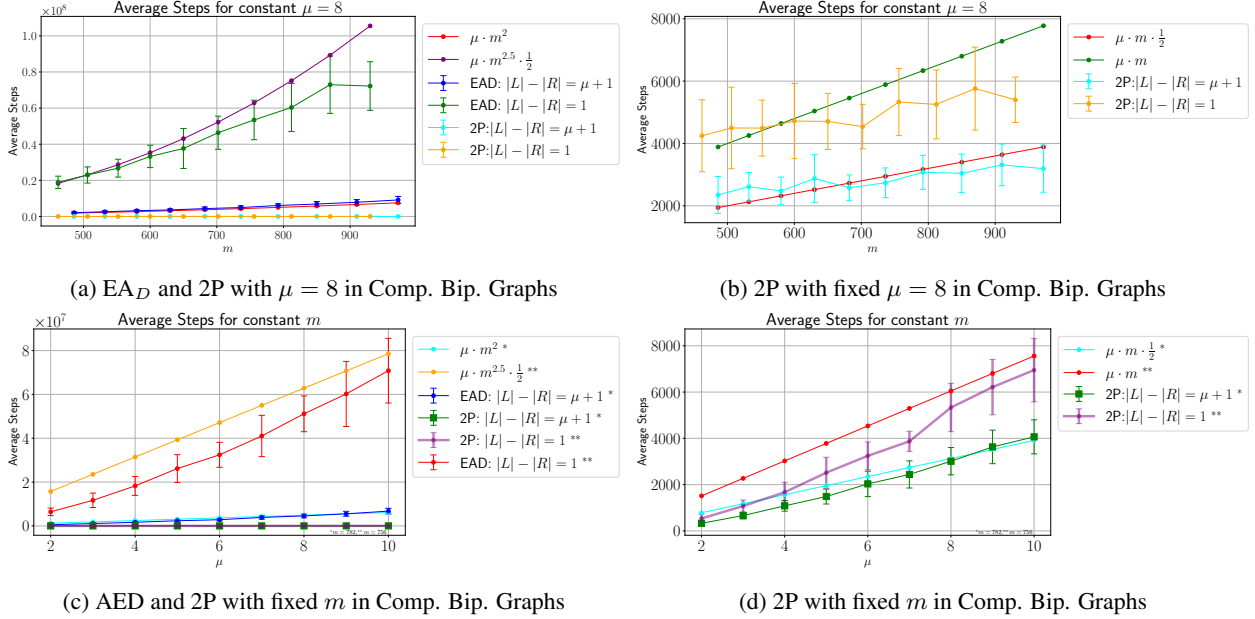 Average Steps for constant μ = 8
×10⁸
Average Steps
1.0
0.8
0.6
0.4
0.2
0.0
500 600 700 800 900
m
μ · m²
μ · m²·⁵ · ½
EAD: |L| − |R| = μ + 1
EAD: |L| − |R| = 1
2P:|L| − |R| = μ + 1
2P:|L| − |R| = 1
(a) EA_D and 2P with μ = 8 in Comp. Bip. Graphs
Average Steps for constant μ = 8
Average Steps
8000
6000
4000
2000
500 600 700 800 900
m
μ · m · ½
μ · m
2P:|L| − |R| = μ + 1
2P:|L| − |R| = 1
(b) 2P with fixed μ = 8 in Comp. Bip. Graphs
Average Steps for constant m
×10⁷
Average Steps
8
6
4
2
0
2 4 6 8 10
μ
*m = 782,** m = 756
μ · m² *
μ · m²·⁵ · ½ **
EAD: |L| − |R| = μ + 1 *
2P: |L| − |R| = μ + 1 *
2P: |L| − |R| = 1 **
EAD: |L| − |R| = 1 **
(c) AED and 2P with fixed m in Comp. Bip. Graphs
Average Steps for constant m
Average Steps
8000
6000
4000
2000
0
2 4 6 8 10
μ
*m = 782,** m = 756
μ · m · ½ *
μ · m **
2P:|L| − |R| = μ + 1 *
2P:|L| − |R| = 1 **
(d) 2P with fixed m in Comp. Bip. Graphs